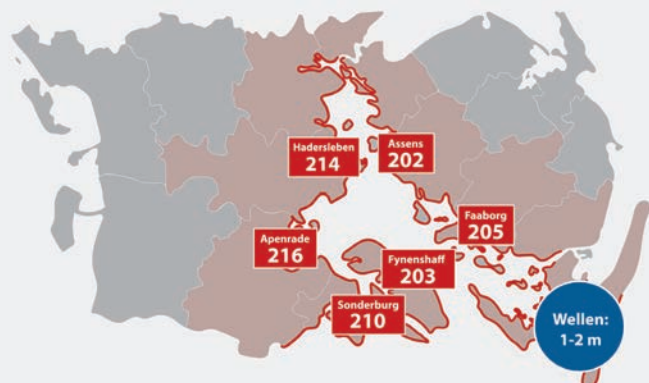 Hadersleben
214
Assens
202
Faaborg
205
Apenrade
216
Fynenshaff
203
Sonderburg
210
Wellen:
1-2 m